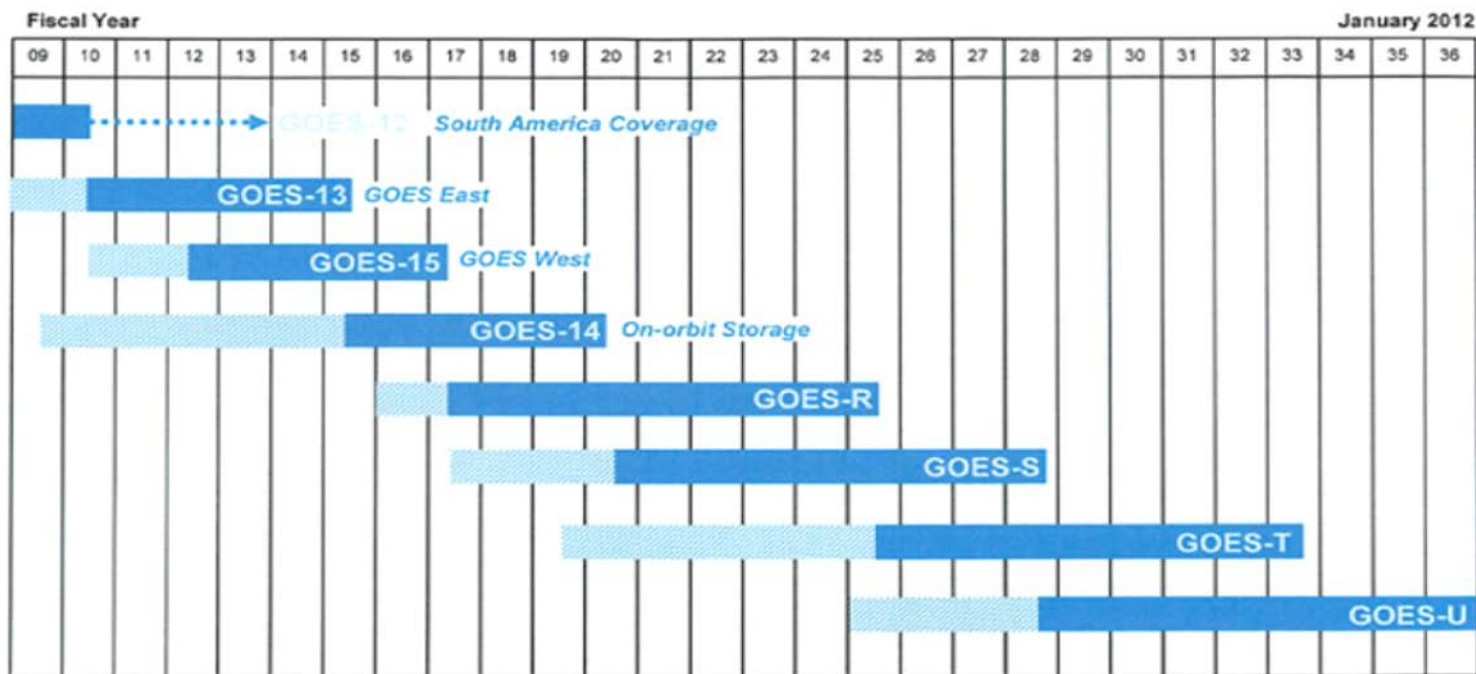 Fiscal Year January 2012
09 10 11 12 13 14 15 16 17 18 19 20 21 22 23 24 25 26 27 28 29 30 31 32 33 34 35 36
GOES-12 South America Coverage
GOES-13 GOES East
GOES-15 GOES West
GOES-14 On-orbit Storage
GOES-R
GOES-S
GOES-T
GOES-U